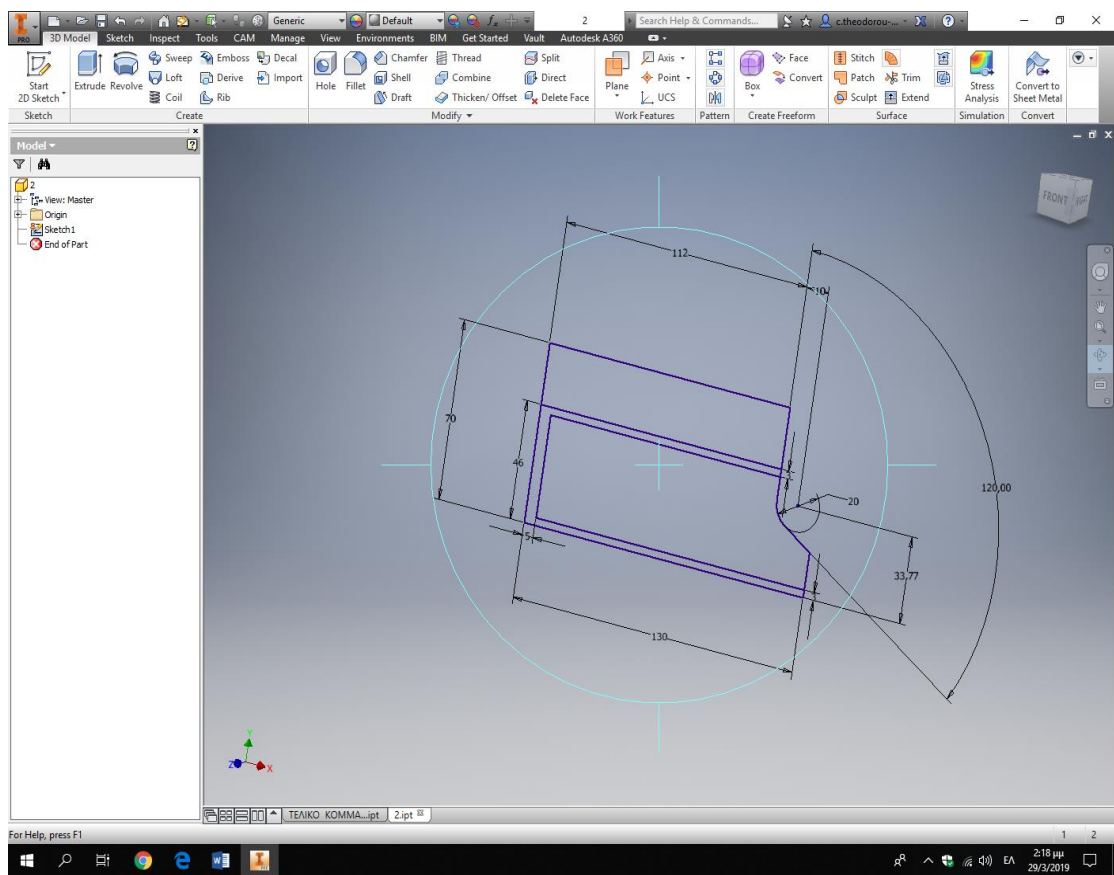 PRO Generic Default 2 Search Help & Commands... c.theodorou-...
3D Model Sketch Inspect Tools CAM Manage View Environments BIM Get Started Vault Autodesk A360
Start 2D Sketch Extrude Revolve Sweep Emboss Decal Hole Fillet Chamfer Thread Split Plane Axis Box Face Stitch Stress Analysis Convert to Sheet Metal
Loft Derive Import Shell Combine Direct Point Convert Patch Trim
Coil Rib Draft Thicken/ Offset Delete Face UCS Sculpt Extend
Sketch Create Modify Work Features Pattern Create Freeform Surface Simulation Convert
Model
2
View: Master
Origin
Sketch1
End of Part
FRONT
112
10
70
46
20
120,00
5
33,77
130
Y
Z X
ΤΕΛΙΚΟ ΚΟΜΜΑ...ipt 2.ipt
For Help, press F1 1 2
ΕΛ 2:18 μμ
29/3/2019